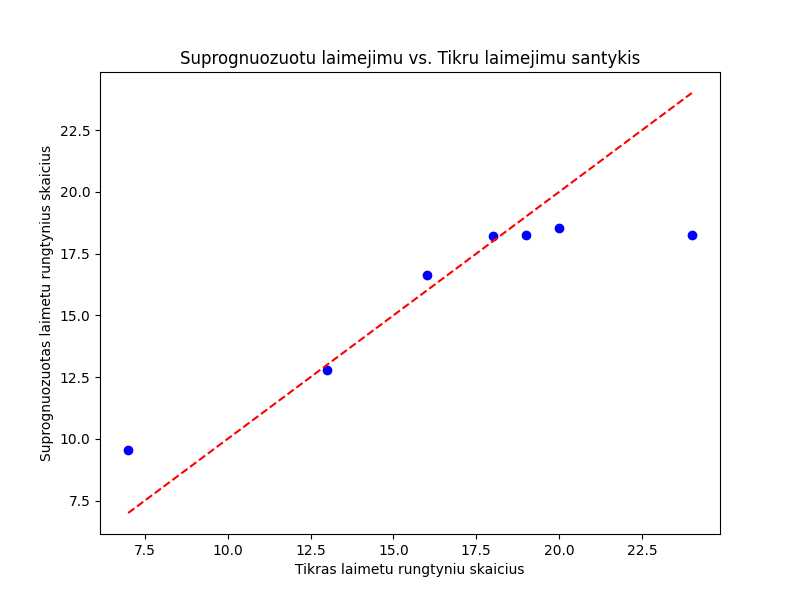 Suprognuozuotu laimejimu vs. Tikru laimejimu santykis
Suprognuozuotas laimetu rungtynius skaicius
22.5
20.0
17.5
15.0
12.5
10.0
7.5
7.5 10.0 12.5 15.0 17.5 20.0 22.5
Tikras laimetu rungtyniu skaicius